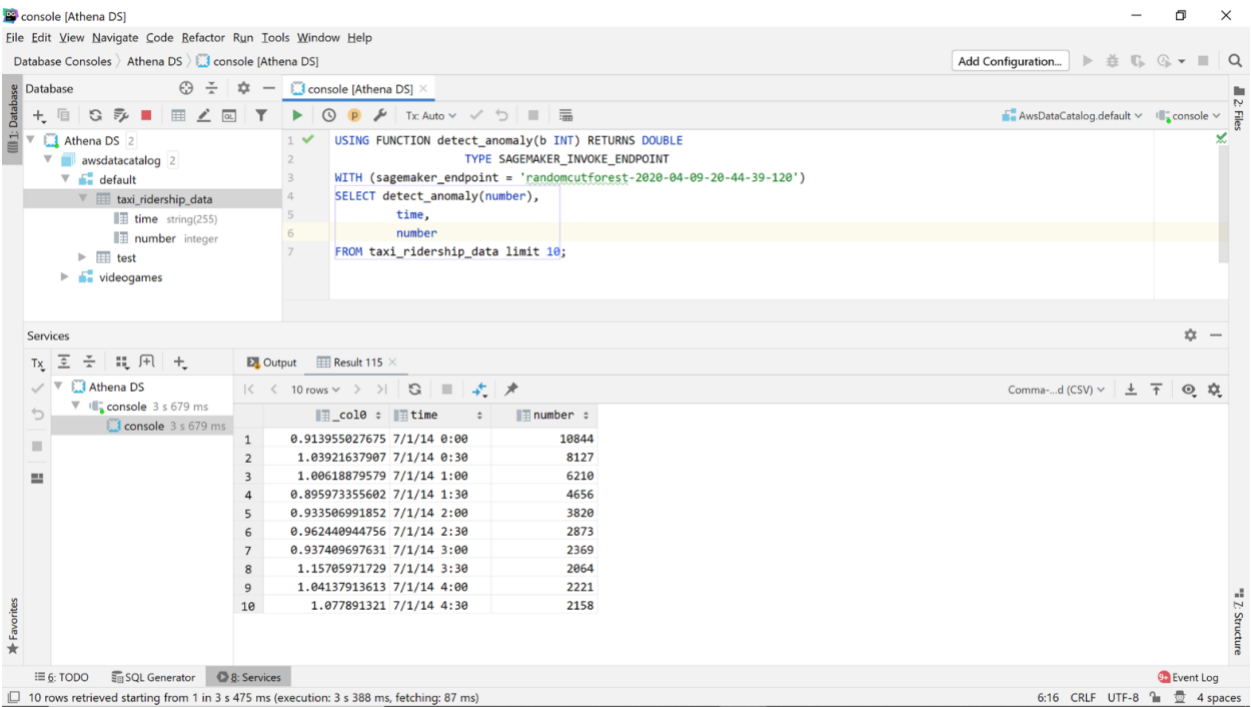 console [Athena DS]
File Edit View Navigate Code Refactor Run Tools Window Help
Database Consoles Athena DS console [Athena DS]
Add Configuration...
1: Database
Database
console [Athena DS]
2: Files
Tx: Auto
AwsDataCatalog.default
console
Athena DS 2
awsdatacatalog 2
default
taxi_ridership_data
time string(255)
number integer
test
videogames
1 USING FUNCTION detect_anomaly(b INT) RETURNS DOUBLE
2 TYPE SAGEMAKER_INVOKE_ENDPOINT
3 WITH (sagemaker_endpoint = 'randomcutforest-2020-04-09-20-44-39-120')
4 SELECT detect_anomaly(number),
5 time,
6 number
7 FROM taxi_ridership_data limit 10;
Services
Tx
Output
Result 115
Athena DS
console 3 s 679 ms
console 3 s 679 ms
10 rows
Comma-...d (CSV)
_col0 time number
1 0.913955027675 7/1/14 0:00 10844
2 1.03921637907 7/1/14 0:30 8127
3 1.00618879579 7/1/14 1:00 6210
4 0.895973355602 7/1/14 1:30 4656
5 0.933506991852 7/1/14 2:00 3820
6 0.962440944756 7/1/14 2:30 2873
7 0.937409697631 7/1/14 3:00 2369
8 1.15705971729 7/1/14 3:30 2064
9 1.04137913613 7/1/14 4:00 2221
10 1.077891321 7/1/14 4:30 2158
Favorites
Z: Structure
6: TODO
SQL Generator
8: Services
9+ Event Log
10 rows retrieved starting from 1 in 3 s 475 ms (execution: 3 s 388 ms, fetching: 87 ms)
6:16 CRLF UTF-8 4 spaces